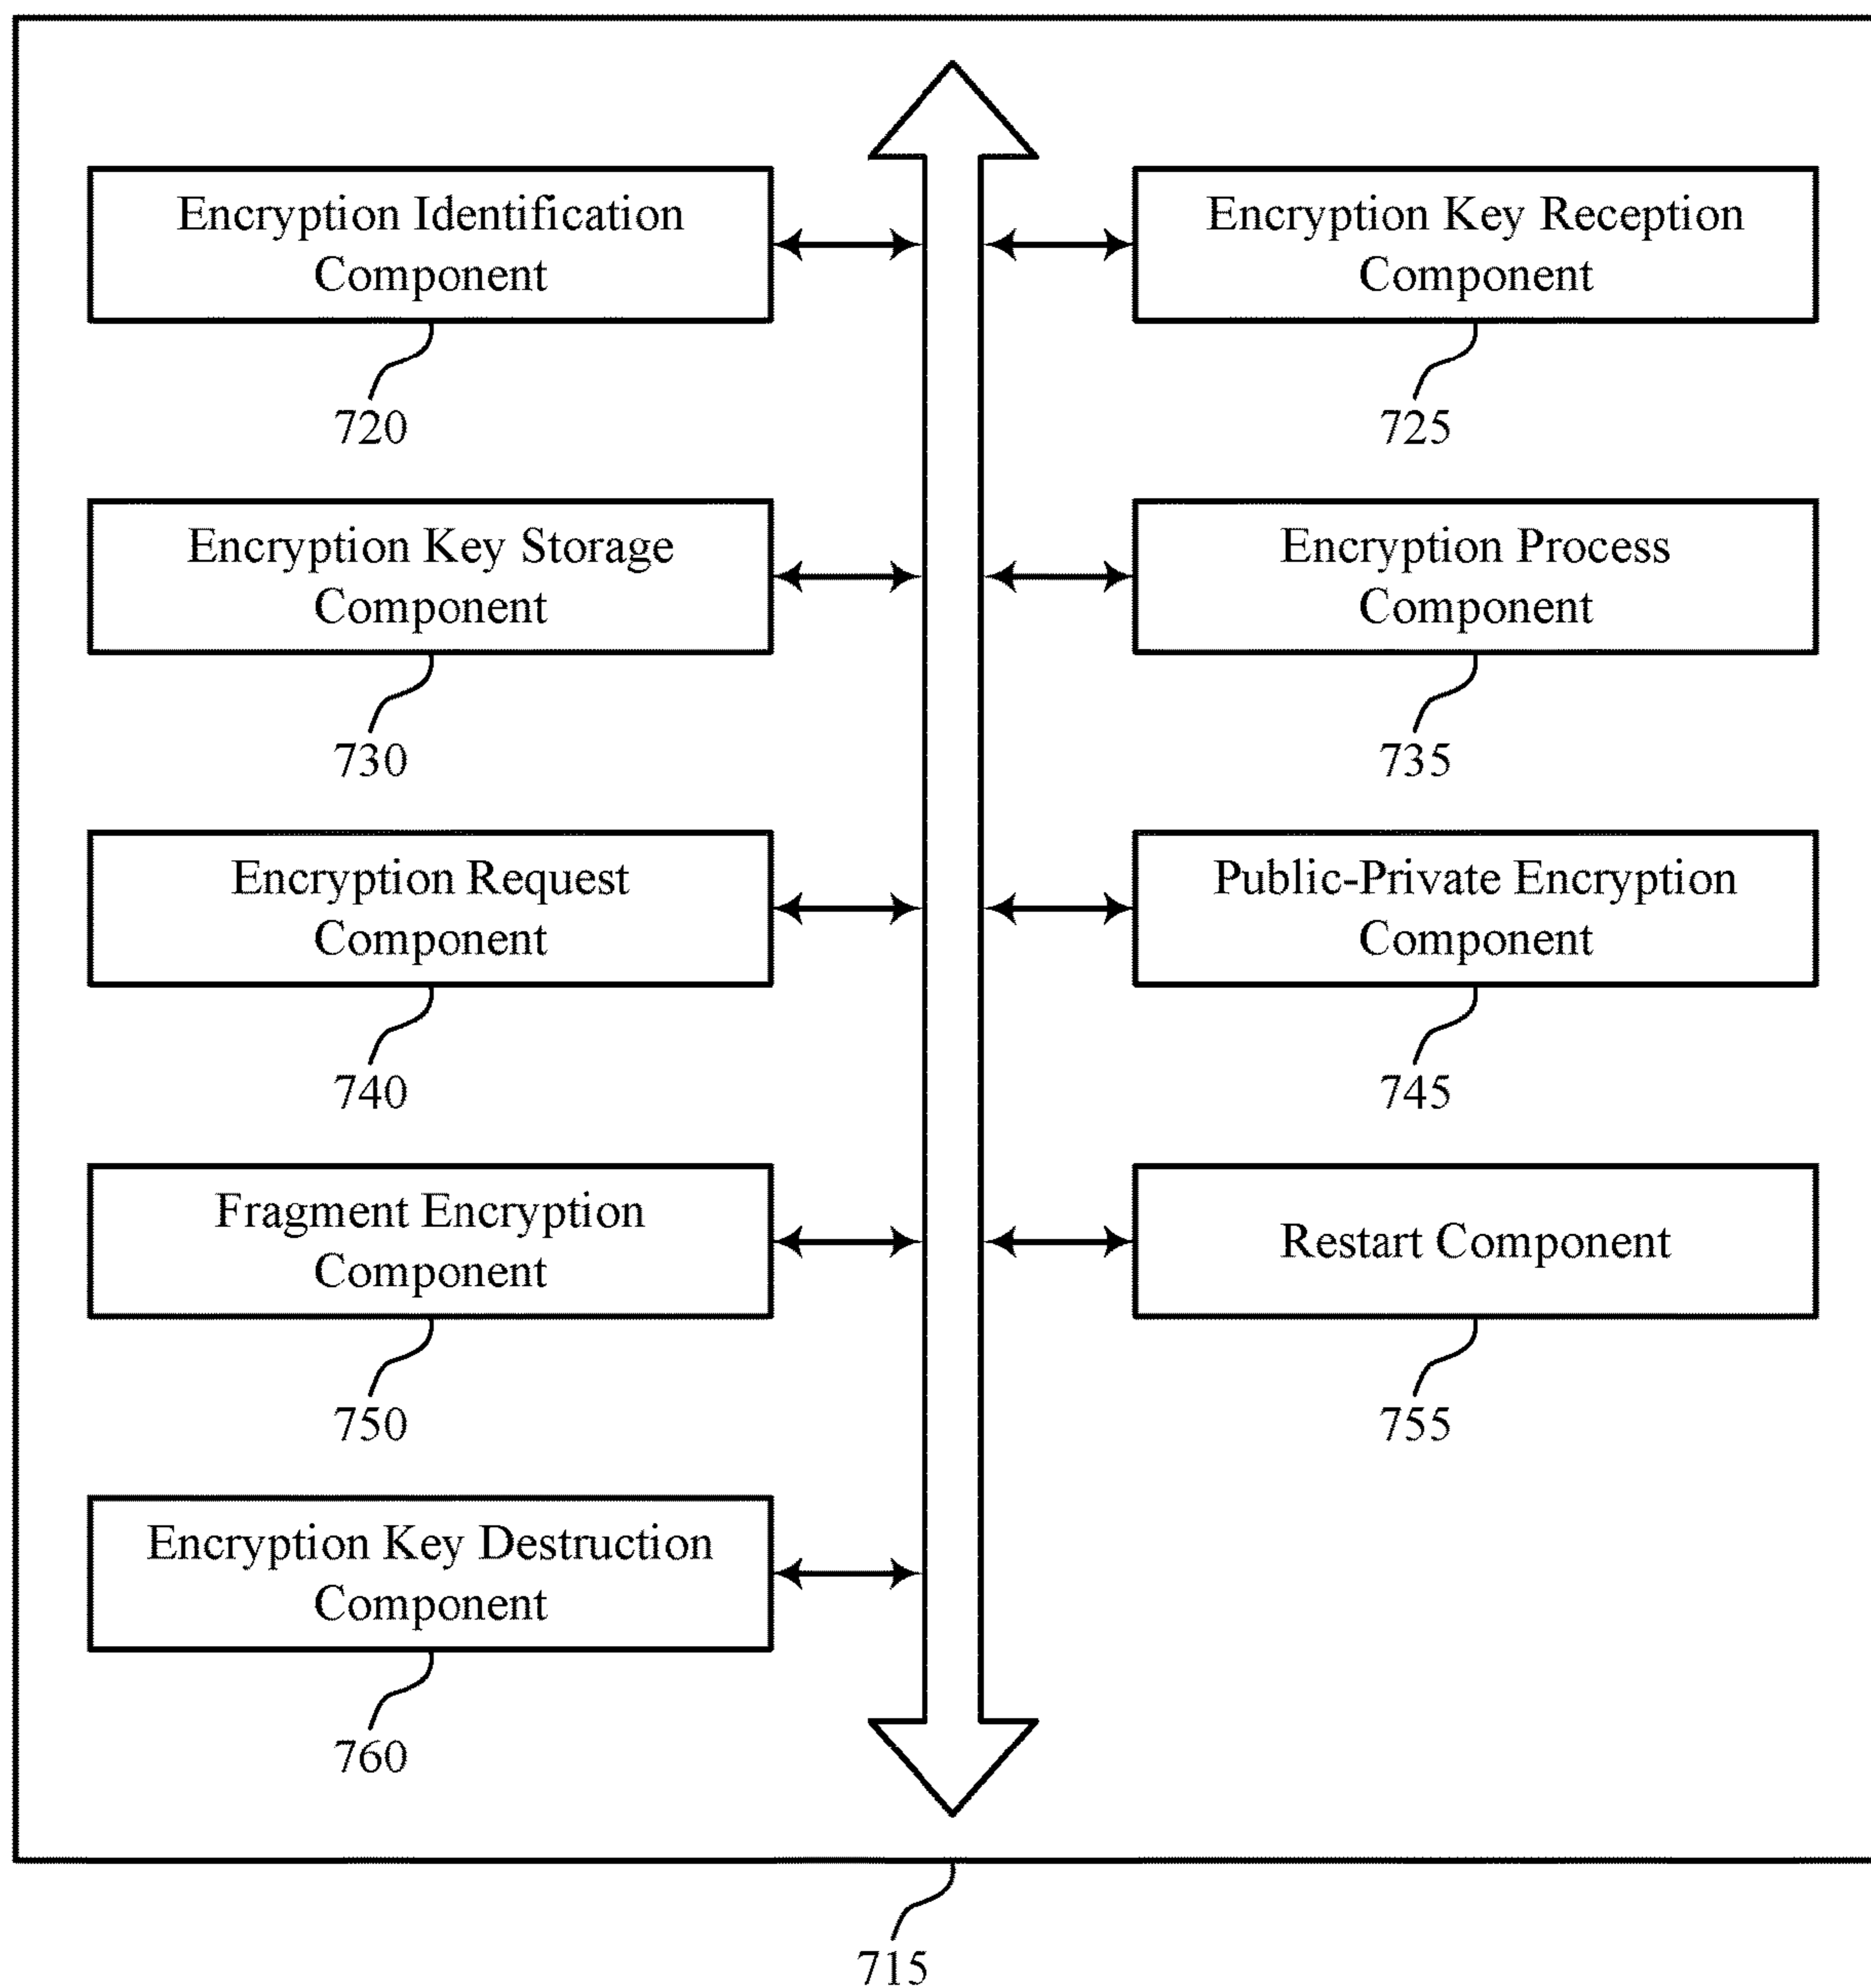 Encryption Identification
Component
720
Encryption Key Reception
Component
725
Encryption Key Storage
Component
730
Encryption Process
Component
735
Encryption Request
Component
740
Public-Private Encryption
Component
745
Fragment Encryption
Component
750
Restart Component
755
Encryption Key Destruction
Component
760
715